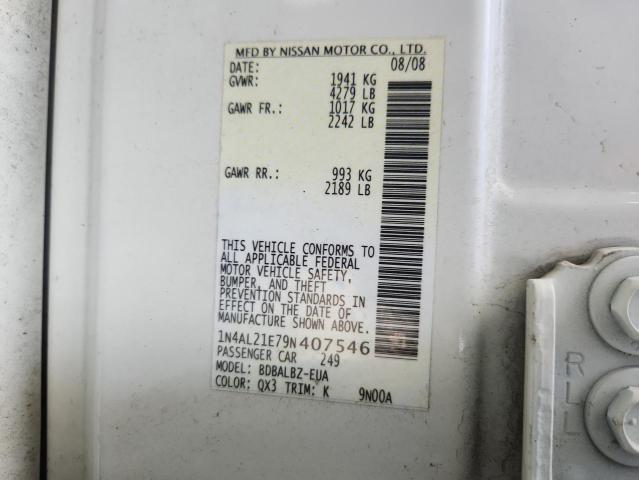 MFD BY NISSAN MOTOR CO., LTD.
DATE: 08/08
GVWR: 1941 KG
4279 LB
GAWR FR.: 1017 KG
2242 LB
GAWR RR.: 993 KG
2189 LB
THIS VEHICLE CONFORMS TO
ALL APPLICABLE FEDERAL
MOTOR VEHICLE SAFETY,
BUMPER, AND THEFT
PREVENTION STANDARDS IN
EFFECT ON THE DATE OF
MANUFACTURE SHOWN ABOVE.
1N4AL21E79N407546
PASSENGER CAR 249
MODEL: BDBALBZ-EUA
COLOR: QX3 TRIM: K 9N00A
R
L
L